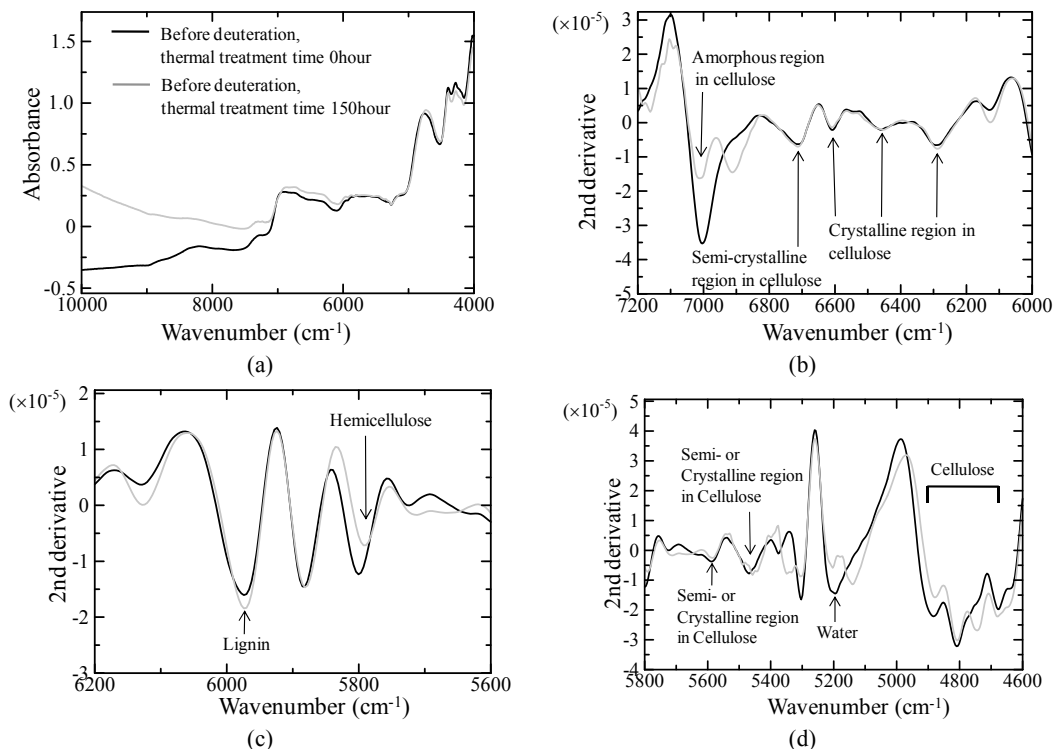 1.5
1.0
0.5
0
-0.5
Absorbance
Before deuteration,
thermal treatment time 0hour
Before deuteration,
thermal treatment time 150hour
10000 8000 6000 4000
Wavenumber (cm⁻¹)
(a)
(×10⁻⁵)
3
1.5
0
-1
-2
-3
-4
-5
2nd derivative
Amorphous region
in cellulose
Semi-crystalline
region in cellulose
Crystalline region in
cellulose
7200 7000 6800 6600 6400 6200 6000
Wavenumber (cm⁻¹)
(b)
(×10⁻⁵)
2
1
0
-1
-2
-3
2nd derivative
Hemicellulose
Lignin
6200 6000 5800 5600
Wavenumber (cm⁻¹)
(c)
(×10⁻⁵)
5
4
3
2
1
0
-1
-2
-3
-4
2nd derivative
Semi- or
Crystalline region
in Cellulose
Cellulose
Semi- or
Crystalline region
in Cellulose
Water
5800 5600 5400 5200 5000 4800 4600
Wavenumber (cm⁻¹)
(d)